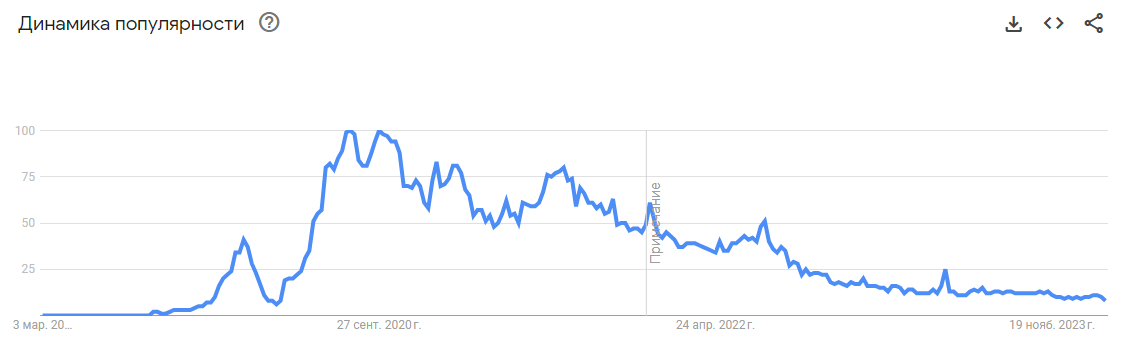 Динамика популярности
100
75
50
25
Примечание
3 мар. 20...
27 сент. 2020 г.
24 апр. 2022 г.
19 нояб. 2023 г.